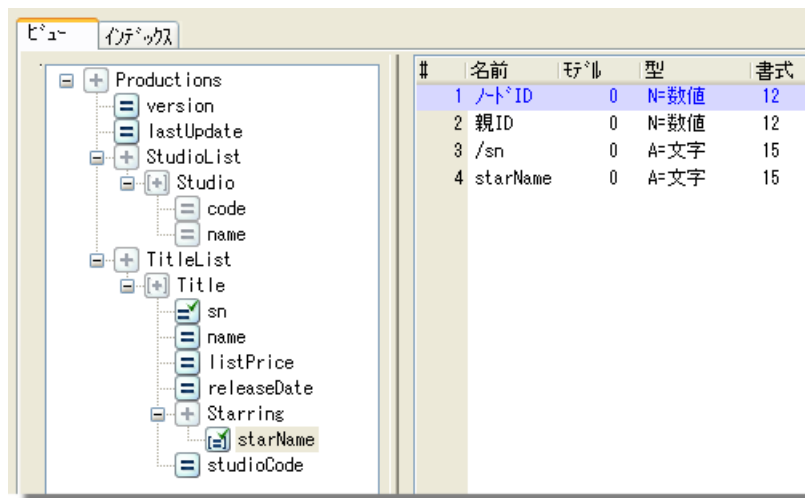 ビュー インデックス
Productions
version
lastUpdate
StudioList
Studio
code
name
TitleList
Title
sn
name
listPrice
releaseDate
Starring
starName
studioCode
# 名前 モデル 型 書式
1 ノードID 0 N=数値 12
2 親ID 0 N=数値 12
3 /sn 0 A=文字 15
4 starName 0 A=文字 15